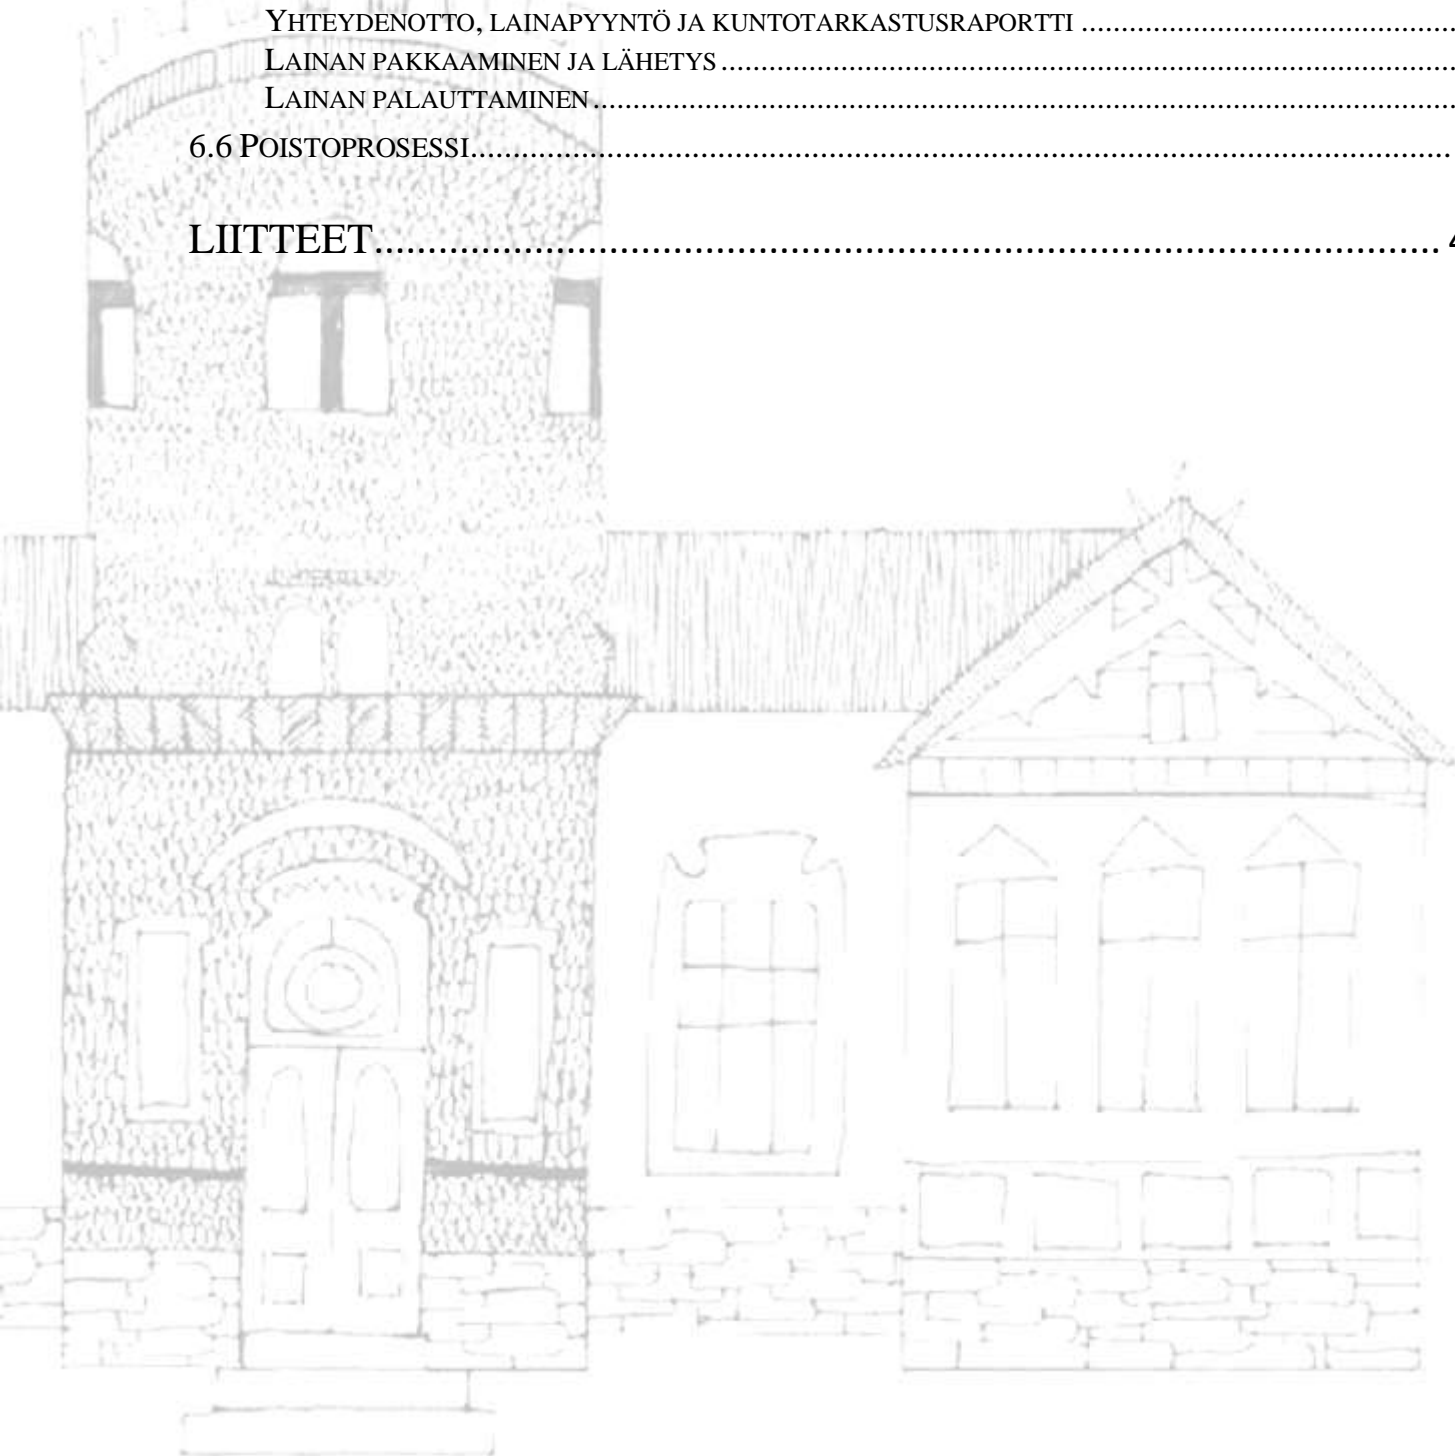 YHTEYDENOTTO, LAINAPYYNTÖ JA KUNTOTARKASTUSRAPORTTI ................................................
LAINAN PAKKAAMINEN JA LÄHETYS ................................................................................
LAINAN PALAUTTAMINEN ................................................................................
6.6 POISTOPROSESSI ................................................................................
LIITTEET ................................................................................